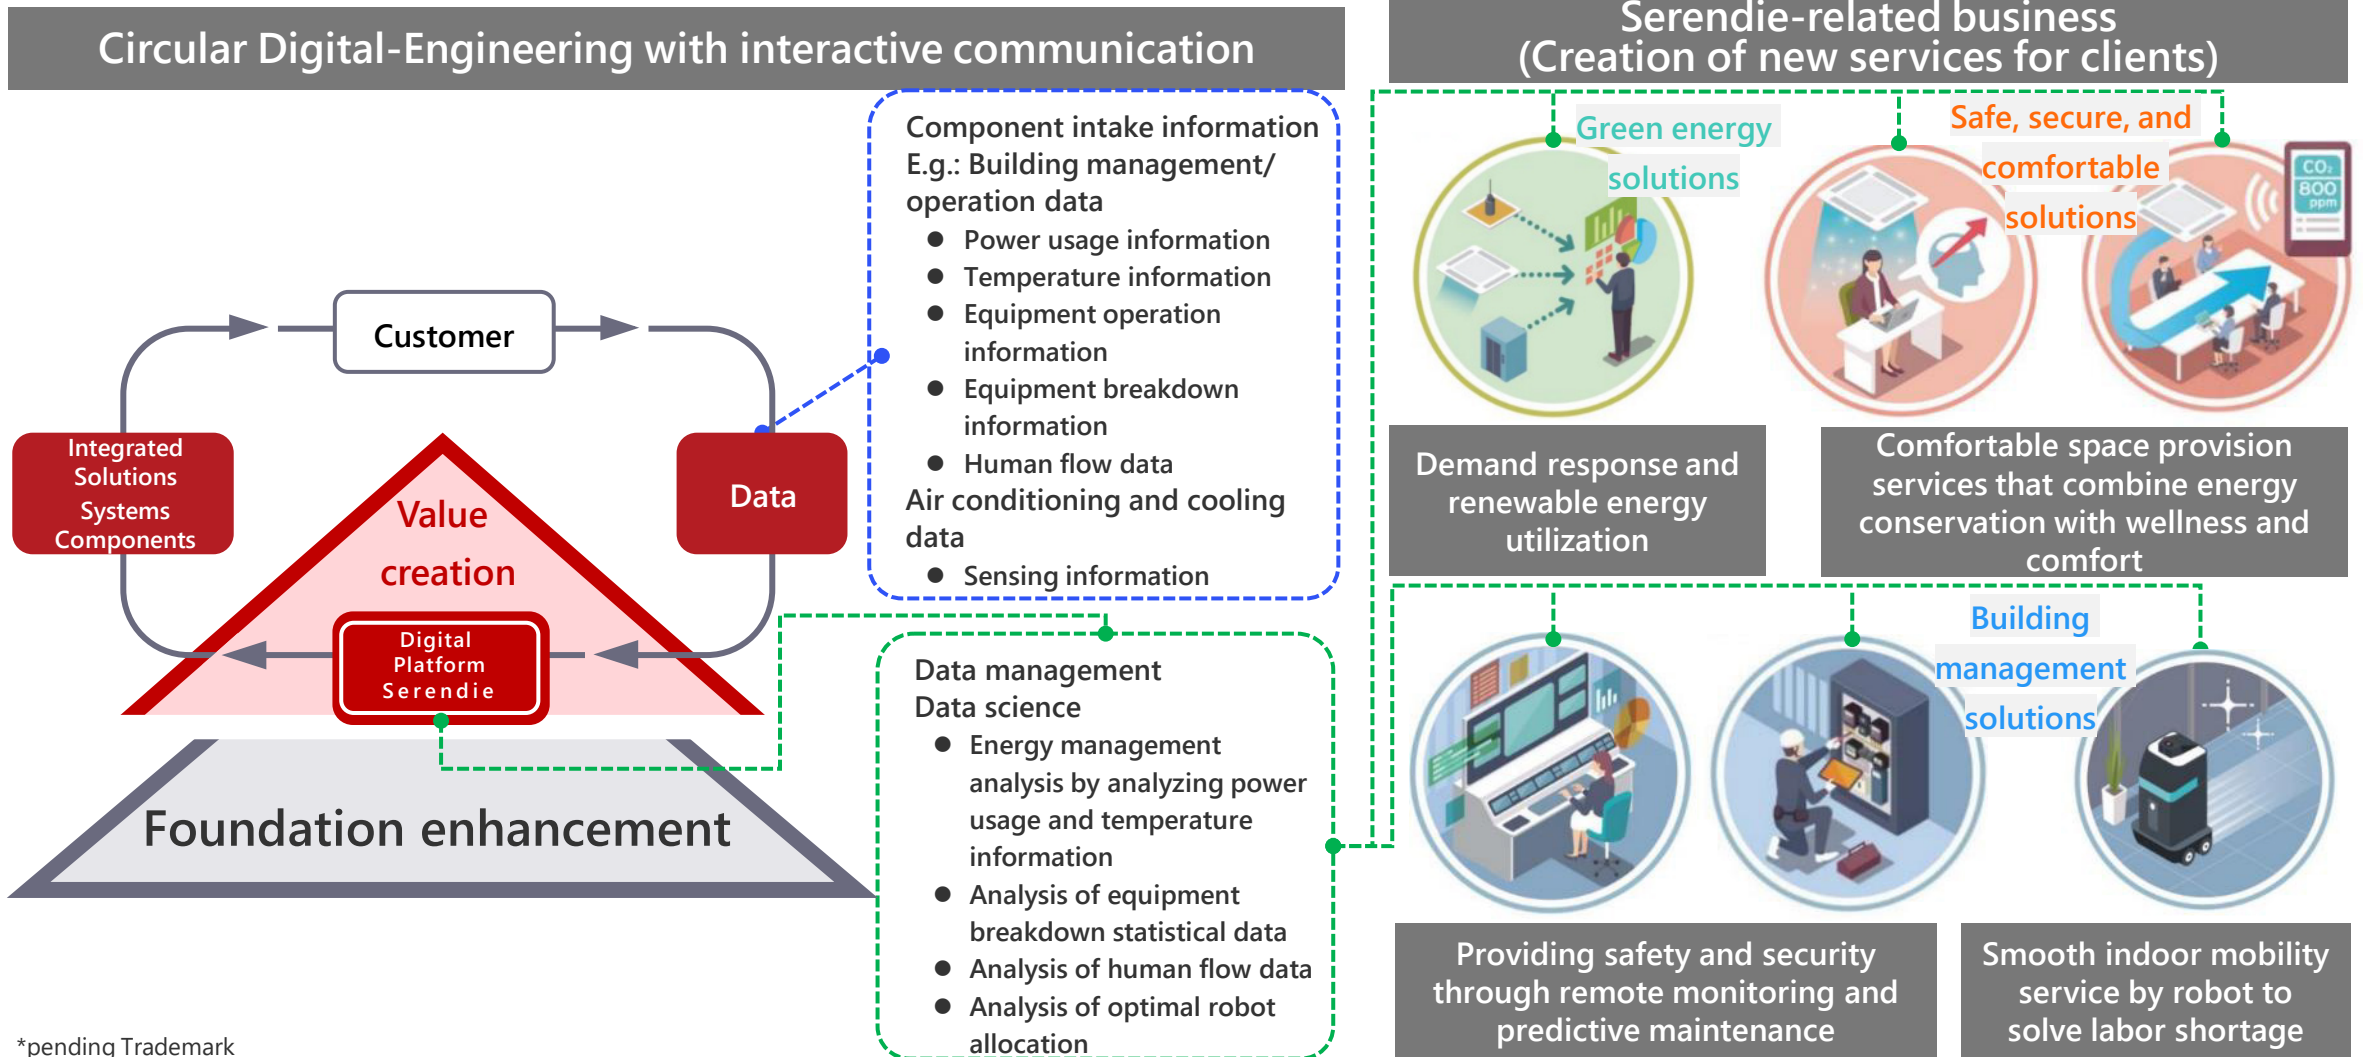 Circular Digital-Engineering with interactive communication
Customer
Integrated
Solutions
Systems
Components
Data
Value
creation
Digital
Platform
Serendie
Foundation enhancement
*pending Trademark
Component intake information
E.g.: Building management/
operation data
● Power usage information
● Temperature information
● Equipment operation
information
● Equipment breakdown
information
● Human flow data
Air conditioning and cooling
data
● Sensing information
Data management
Data science
● Energy management
analysis by analyzing power
usage and temperature
information
● Analysis of equipment
breakdown statistical data
● Analysis of human flow data
● Analysis of optimal robot
allocation
Serendie-related business
(Creation of new services for clients)
Green energy
solutions
Safe, secure, and
comfortable
solutions
CO₂
800
ppm
Demand response and
renewable energy
utilization
Comfortable space provision
services that combine energy
conservation with wellness and
comfort
Building
management
solutions
Providing safety and security
through remote monitoring and
predictive maintenance
Smooth indoor mobility
service by robot to
solve labor shortage